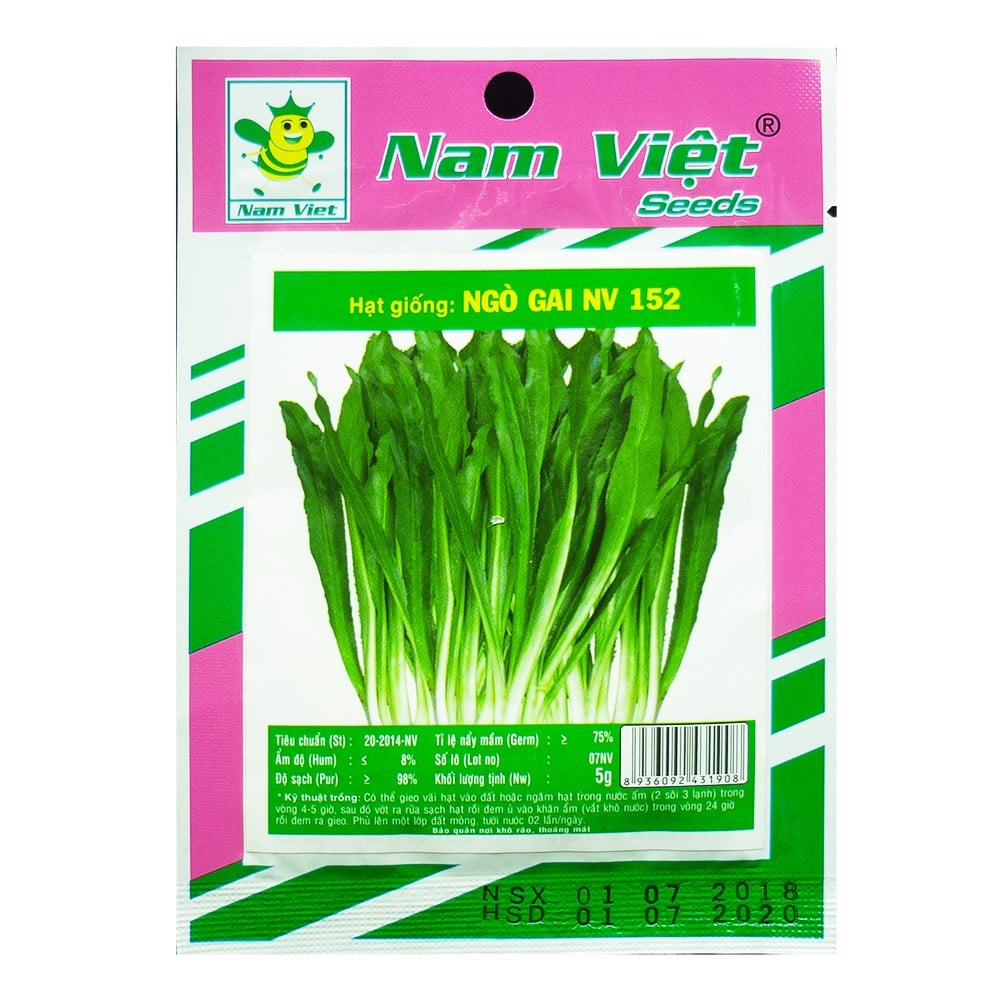 Nam Việt®
Seeds
Nam Viet
Hạt giống: NGÒ GAI NV 152
Tiêu chuẩn (St) : 20-2014-NV Tỉ lệ nẩy mầm (Germ) : ≥ 75%
Ẩm độ (Hum) : ≤ 8% Số lô (Lot no) 07NV
Độ sạch (Pur) : ≥ 98% Khối lượng tịnh (Nw) : 5g
8 936092 431908
* Kỹ thuật trồng: Có thể gieo vãi hạt vào đất hoặc ngâm hạt trong nước ấm (2 sôi 3 lạnh) trong
vòng 4-5 giờ, sau đó vớt ra rửa sạch hạt rồi đem ủ vào khăn ẩm (vắt khô nước) trong vòng 24 giờ
rồi đem ra gieo. Phủ lên một lớp đất mỏng, tưới nước 02 lần/ngày.
Bảo quản nơi khô ráo, thoáng mát
NSX 01 07 2018
HSD 01 07 2020